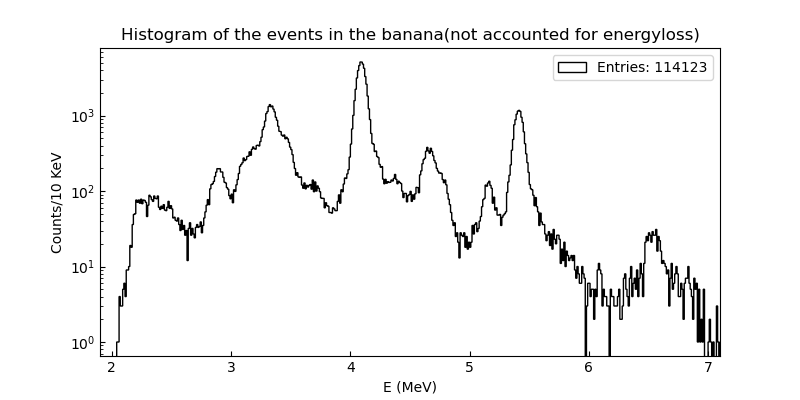 Histogram of the events in the banana(not accounted for energyloss)
Entries: 114123
Counts/10 KeV
10³
10²
10¹
10⁰
2 3 4 5 6 7
E (MeV)